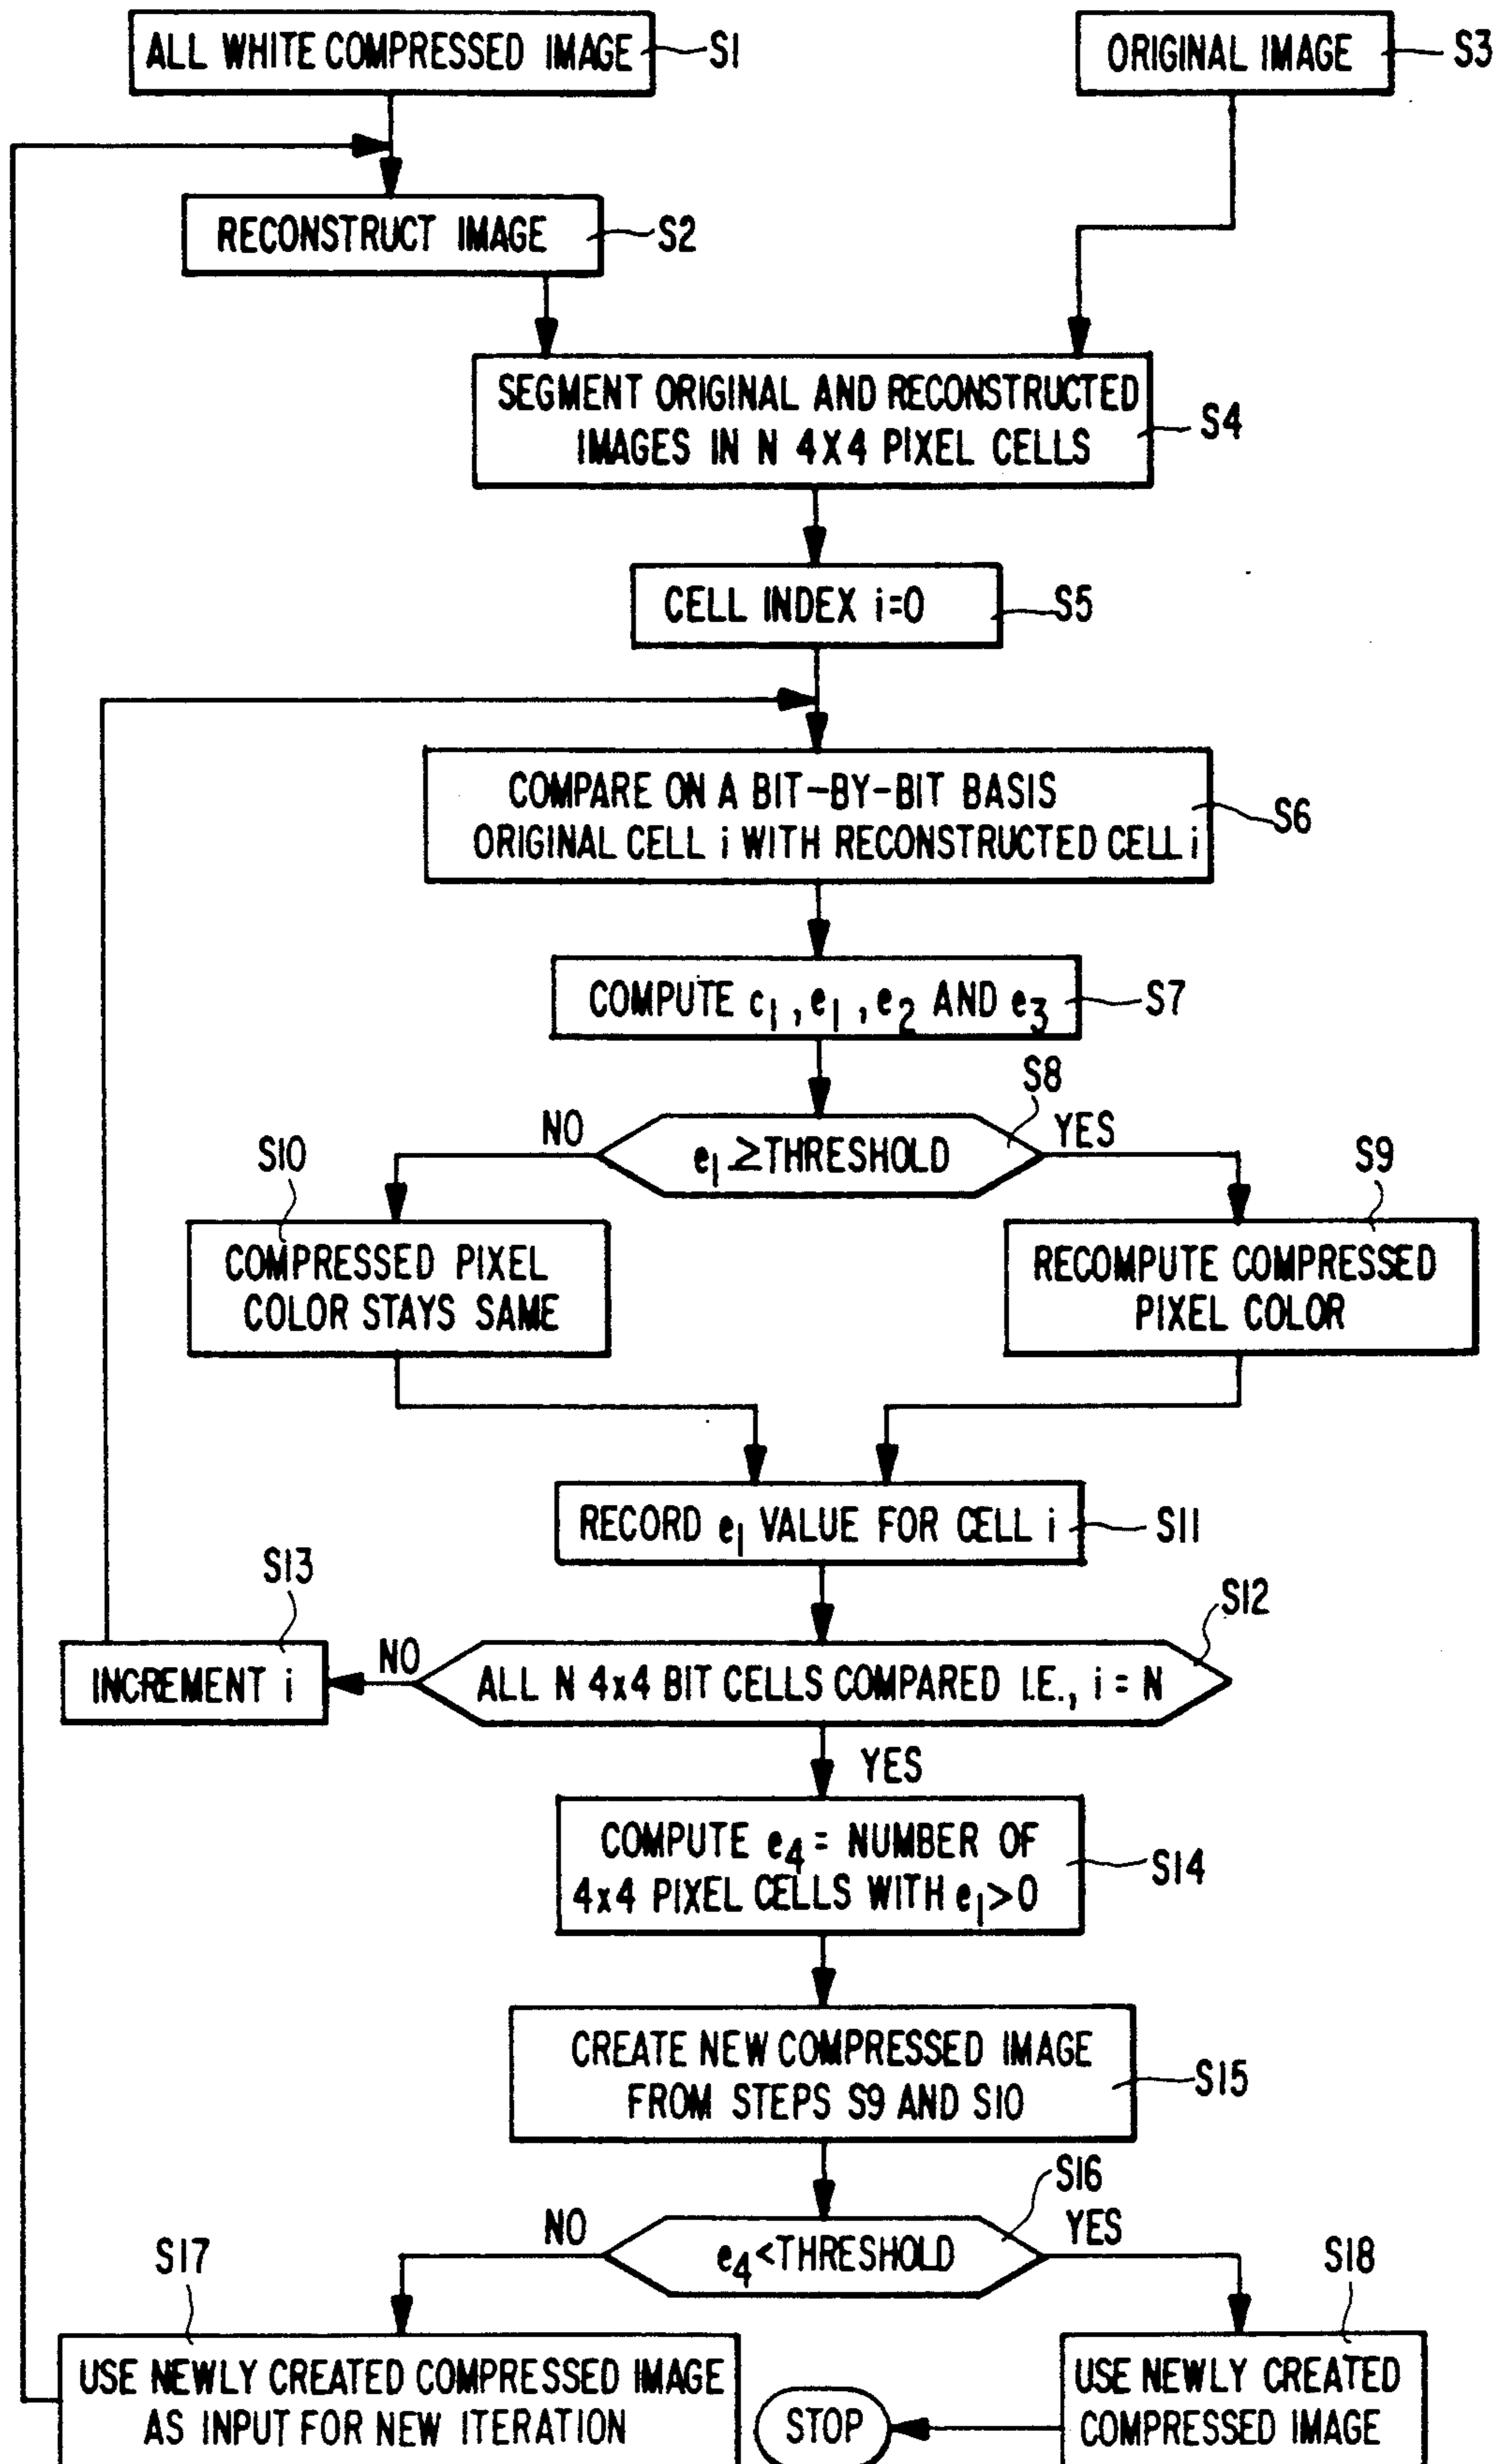 ALL WHITE COMPRESSED IMAGE S1
ORIGINAL IMAGE S3
RECONSTRUCT IMAGE S2
SEGMENT ORIGINAL AND RECONSTRUCTED
IMAGES IN N 4X4 PIXEL CELLS
S4
CELL INDEX i=0 S5
COMPARE ON A BIT-BY-BIT BASIS
ORIGINAL CELL i WITH RECONSTRUCTED CELL i
S6
COMPUTE c1, e1, e2 AND e3 S7
S8
NO
e1 ≥ THRESHOLD
YES
S10
COMPRESSED PIXEL
COLOR STAYS SAME
S9
RECOMPUTE COMPRESSED
PIXEL COLOR
RECORD e1 VALUE FOR CELL i S11
S13
INCREMENT i
NO
S12
ALL N 4x4 BIT CELLS COMPARED I.E., i = N
YES
COMPUTE e4 = NUMBER OF
4x4 PIXEL CELLS WITH e1>0
S14
CREATE NEW COMPRESSED IMAGE
FROM STEPS S9 AND S10
S15
S16
NO
e4<THRESHOLD
YES
S17
USE NEWLY CREATED COMPRESSED IMAGE
AS INPUT FOR NEW ITERATION
STOP
S18
USE NEWLY CREATED
COMPRESSED IMAGE